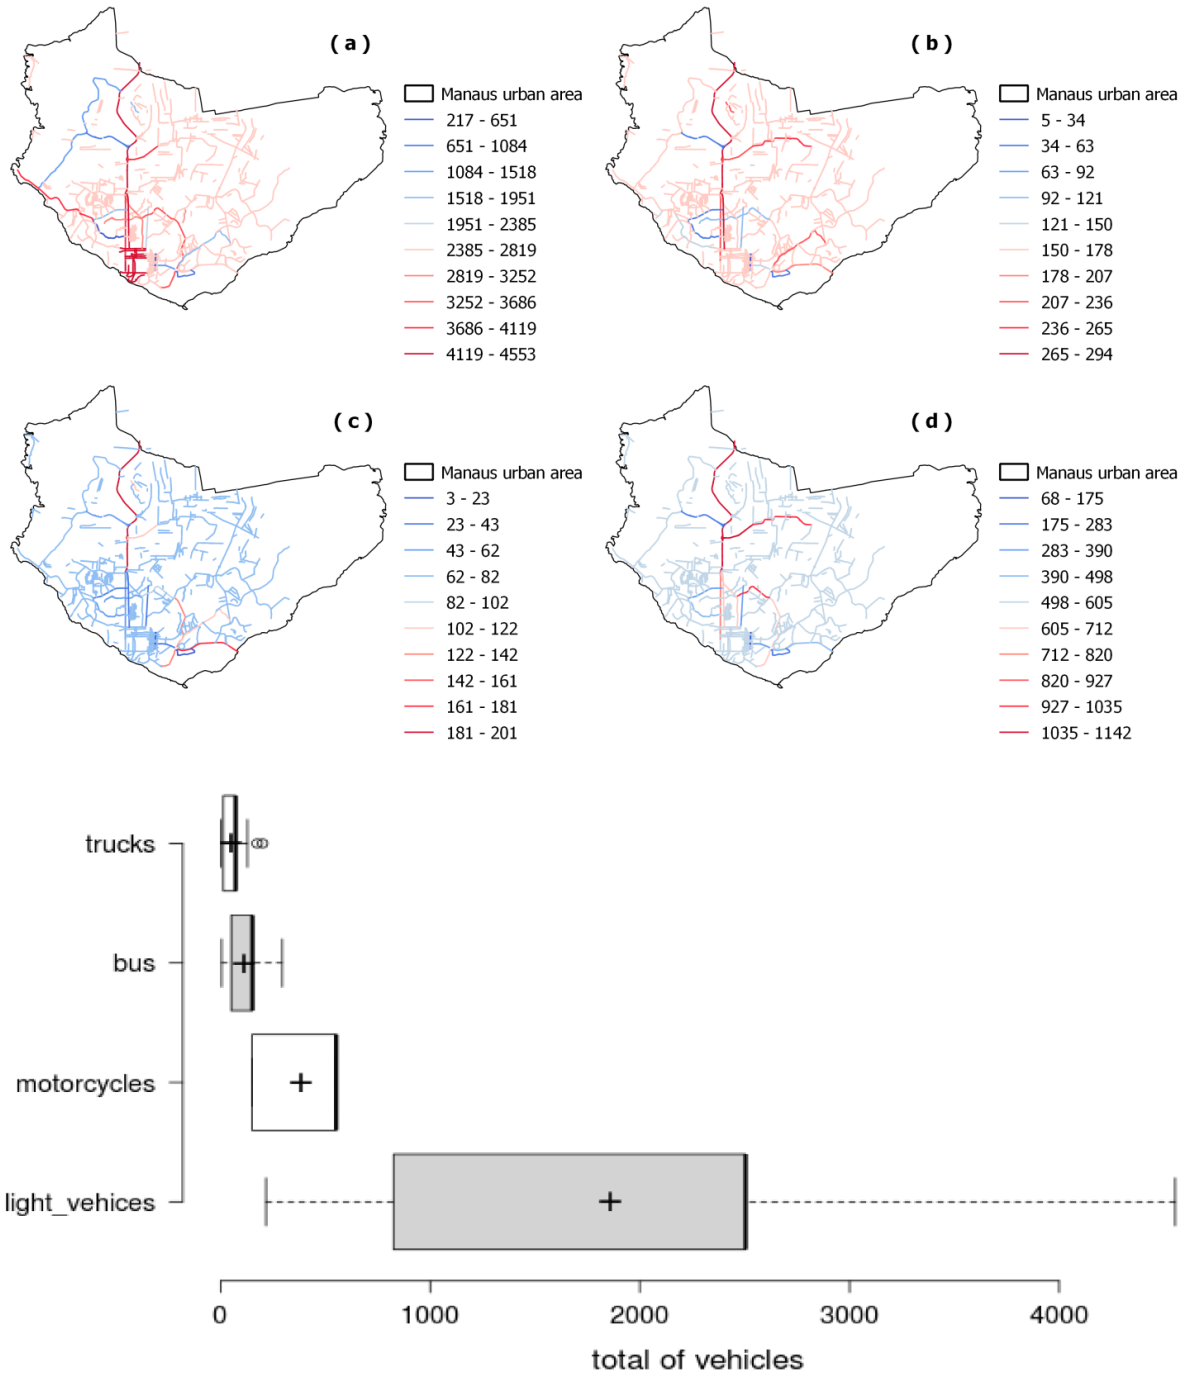 ( a )
Manaus urban area
217 - 651
651 - 1084
1084 - 1518
1518 - 1951
1951 - 2385
2385 - 2819
2819 - 3252
3252 - 3686
3686 - 4119
4119 - 4553
( b )
Manaus urban area
5 - 34
34 - 63
63 - 92
92 - 121
121 - 150
150 - 178
178 - 207
207 - 236
236 - 265
265 - 294
( c )
Manaus urban area
3 - 23
23 - 43
43 - 62
62 - 82
82 - 102
102 - 122
122 - 142
142 - 161
161 - 181
181 - 201
( d )
Manaus urban area
68 - 175
175 - 283
283 - 390
390 - 498
498 - 605
605 - 712
712 - 820
820 - 927
927 - 1035
1035 - 1142
trucks
bus
motorcycles
light_vehices
0 1000 2000 3000 4000
total of vehicles